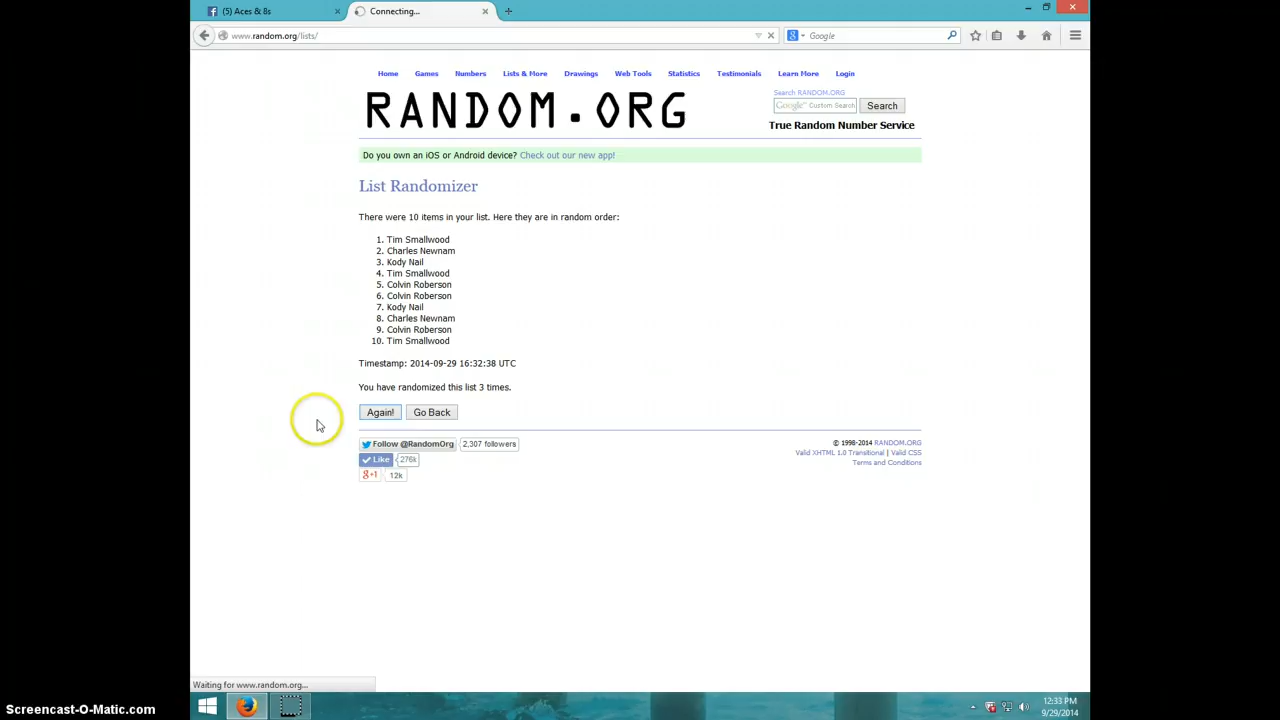 (5) Aces & 8s
Connecting...
www.random.org/lists/
Google
Home Games Numbers Lists & More Drawings Web Tools Statistics Testimonials Learn More Login
RANDOM.ORG
Search RANDOM.ORG
Google™ Custom Search Search
True Random Number Service
Do you own an iOS or Android device? Check out our new app!
List Randomizer
There were 10 items in your list. Here they are in random order:
1. Tim Smallwood
2. Charles Newnam
3. Kody Nail
4. Tim Smallwood
5. Colvin Roberson
6. Colvin Roberson
7. Kody Nail
8. Charles Newnam
9. Colvin Roberson
10. Tim Smallwood
Timestamp: 2014-09-29 16:32:38 UTC
You have randomized this list 3 times.
Again! Go Back
Follow @RandomOrg 2,307 followers
Like 276k
g+1 12k
© 1998-2014 RANDOM.ORG
Valid XHTML 1.0 Transitional | Valid CSS
Terms and Conditions
Waiting for www.random.org...
Screencast-O-Matic.com
12:33 PM
9/29/2014